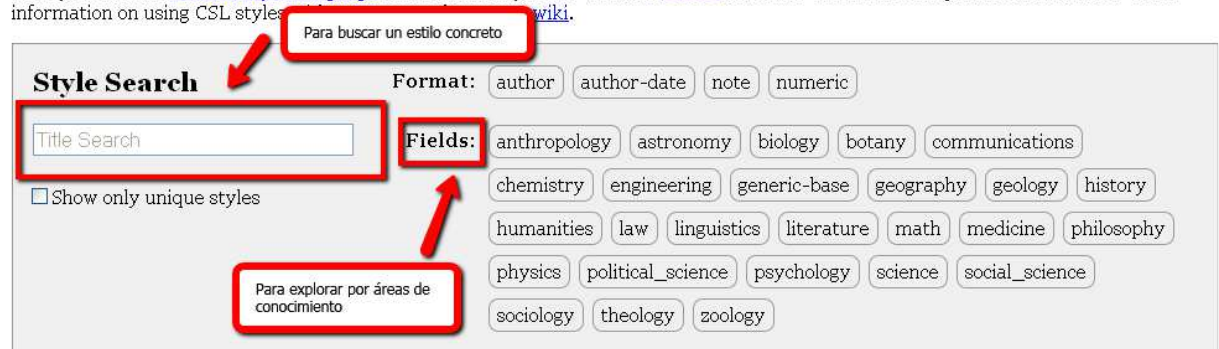 information on using CSL styles wiki.
Para buscar un estilo concreto
Style Search
Title Search
Show only unique styles
Format: author author-date note numeric
Fields: anthropology astronomy biology botany communications
chemistry engineering generic-base geography geology history
humanities law linguistics literature math medicine philosophy
physics political_science psychology science social_science
sociology theology zoology
Para explorar por áreas de
conocimiento